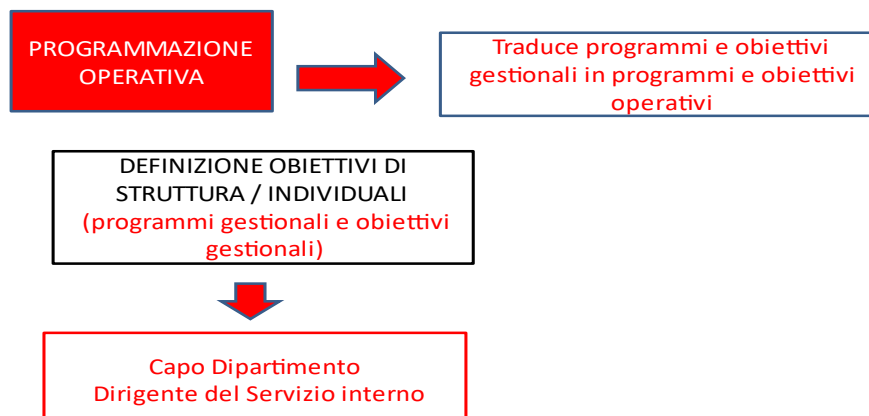 PROGRAMMAZIONE
OPERATIVA
Traduce programmi e obiettivi
gestionali in programmi e obiettivi
operativi
DEFINIZIONE OBIETTIVI DI
STRUTTURA / INDIVIDUALI
(programmi gestionali e obiettivi
gestionali)
Capo Dipartimento
Dirigente del Servizio interno